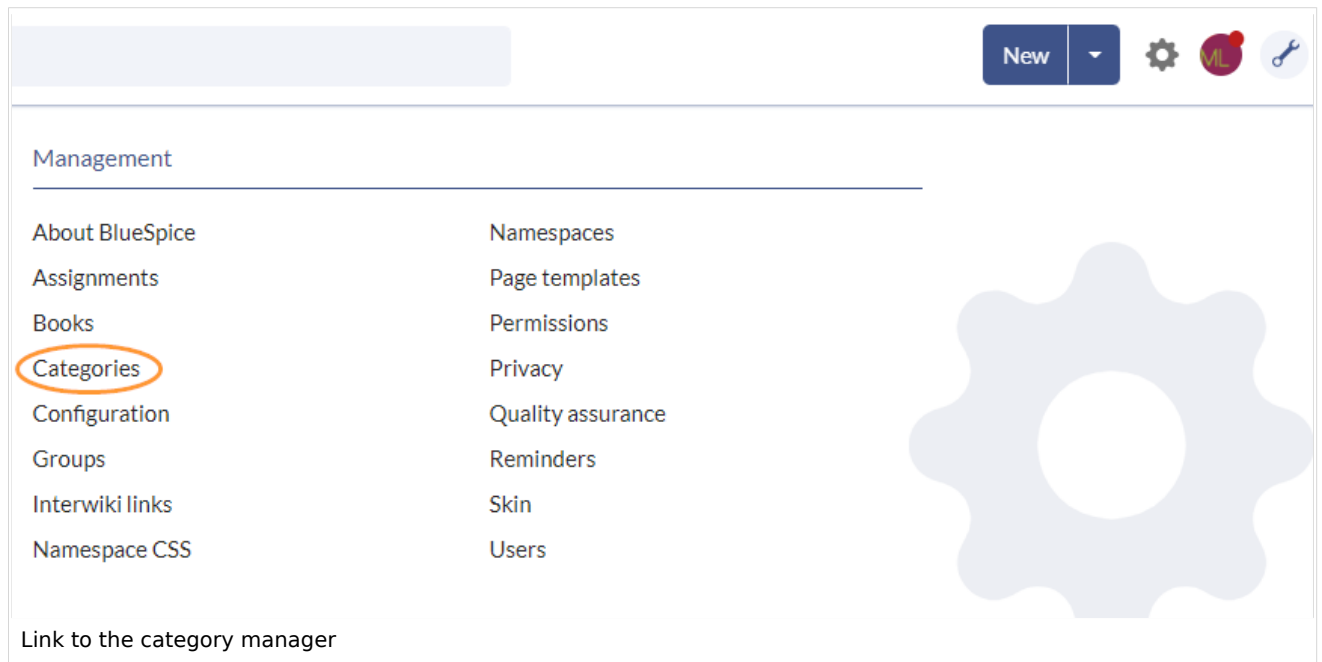 New
ML
Management
About BlueSpice
Assignments
Books
Categories
Configuration
Groups
Interwiki links
Namespace CSS
Namespaces
Page templates
Permissions
Privacy
Quality assurance
Reminders
Skin
Users
Link to the category manager